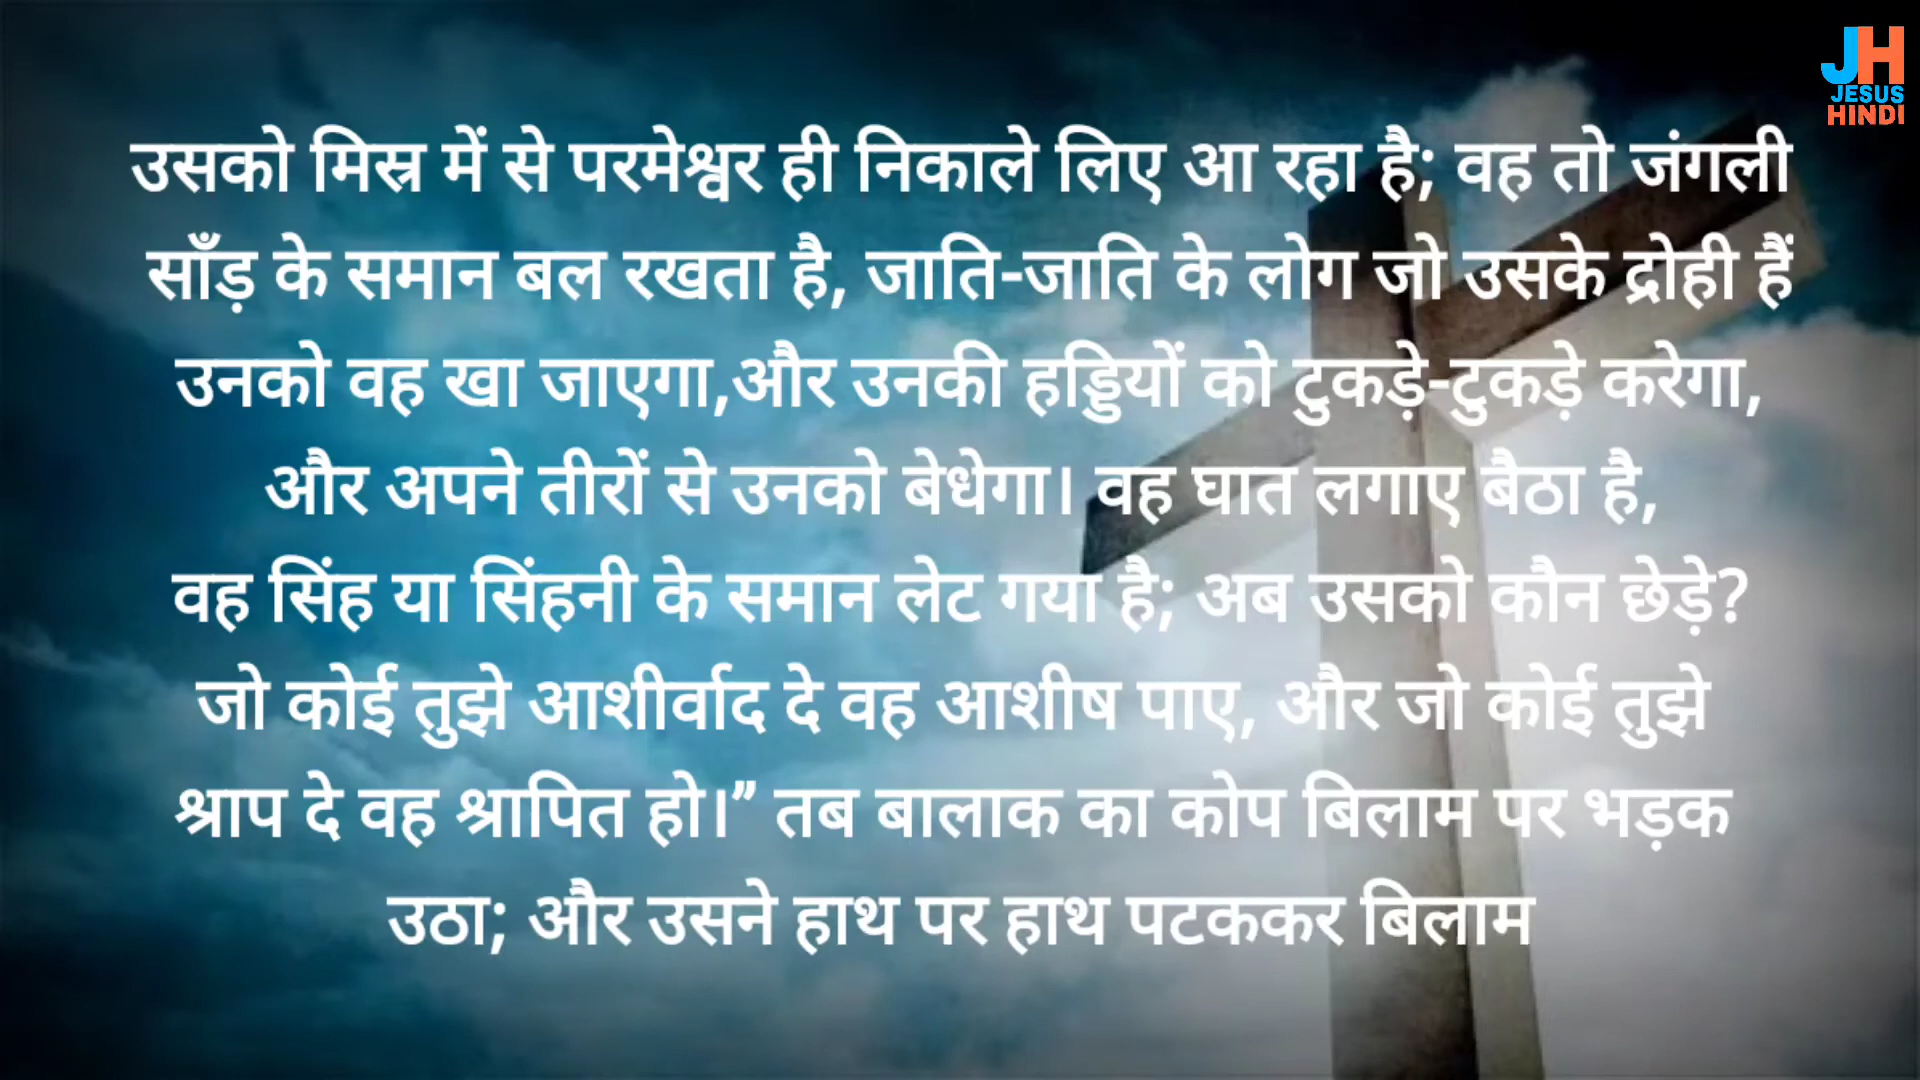 JH
JESUS
HINDI
उसको मिस्र में से परमेश्वर ही निकाले लिए आ रहा है; वह तो जंगली
साँड़ के समान बल रखता है, जाति-जाति के लोग जो उसके द्रोही हैं
उनको वह खा जाएगा,और उनकी हड्डियों को टुकड़े-टुकड़े करेगा,
और अपने तीरों से उनको बेधेगा। वह घात लगाए बैठा है,
वह सिंह या सिंहनी के समान लेट गया है; अब उसको कौन छेड़े?
जो कोई तुझे आशीर्वाद दे वह आशीष पाए, और जो कोई तुझे
श्राप दे वह श्रापित हो।” तब बालाक का कोप बिलाम पर भड़क
उठा; और उसने हाथ पर हाथ पटककर बिलाम